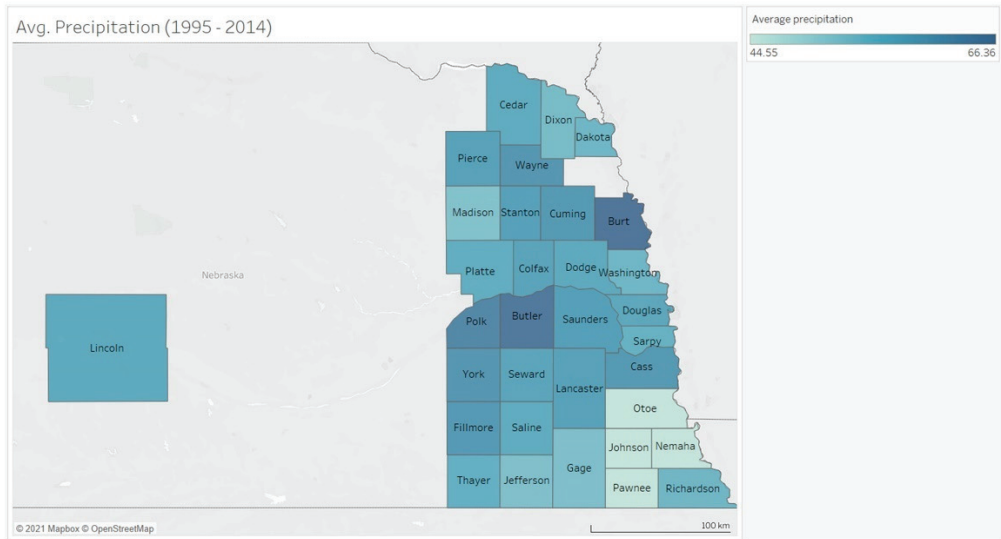 Avg. Precipitation (1995 - 2014)
Average precipitation
44.55 66.36
Cedar
Dixon
Dakota
Pierce
Wayne
Madison
Stanton
Cuming
Burt
Platte
Colfax
Dodge
Washington
Nebraska
Lincoln
Polk
Butler
Saunders
Douglas
Sarpy
York
Seward
Lancaster
Cass
Otoe
Fillmore
Saline
Johnson
Nemaha
Thayer
Jefferson
Gage
Pawnee
Richardson
© 2021 Mapbox © OpenStreetMap
100 km